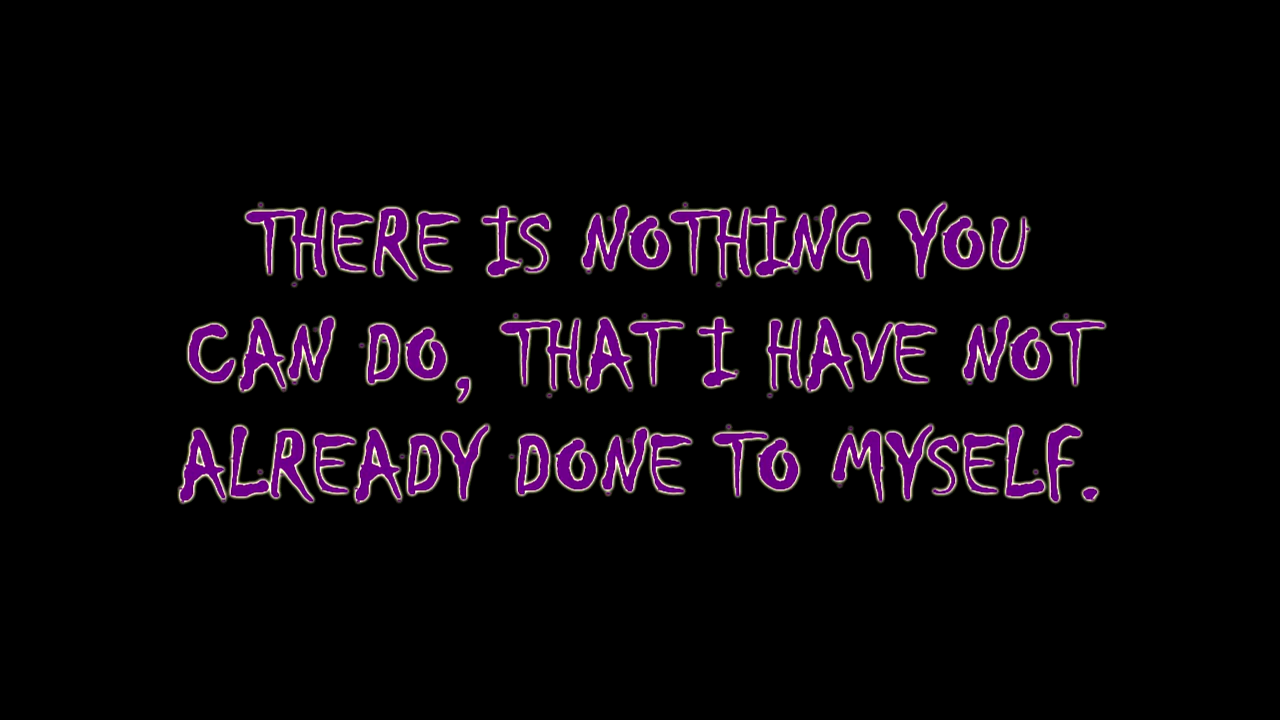 THERE IS NOTHING YOU
CAN DO, THAT I HAVE NOT
ALREADY DONE TO MYSELF.